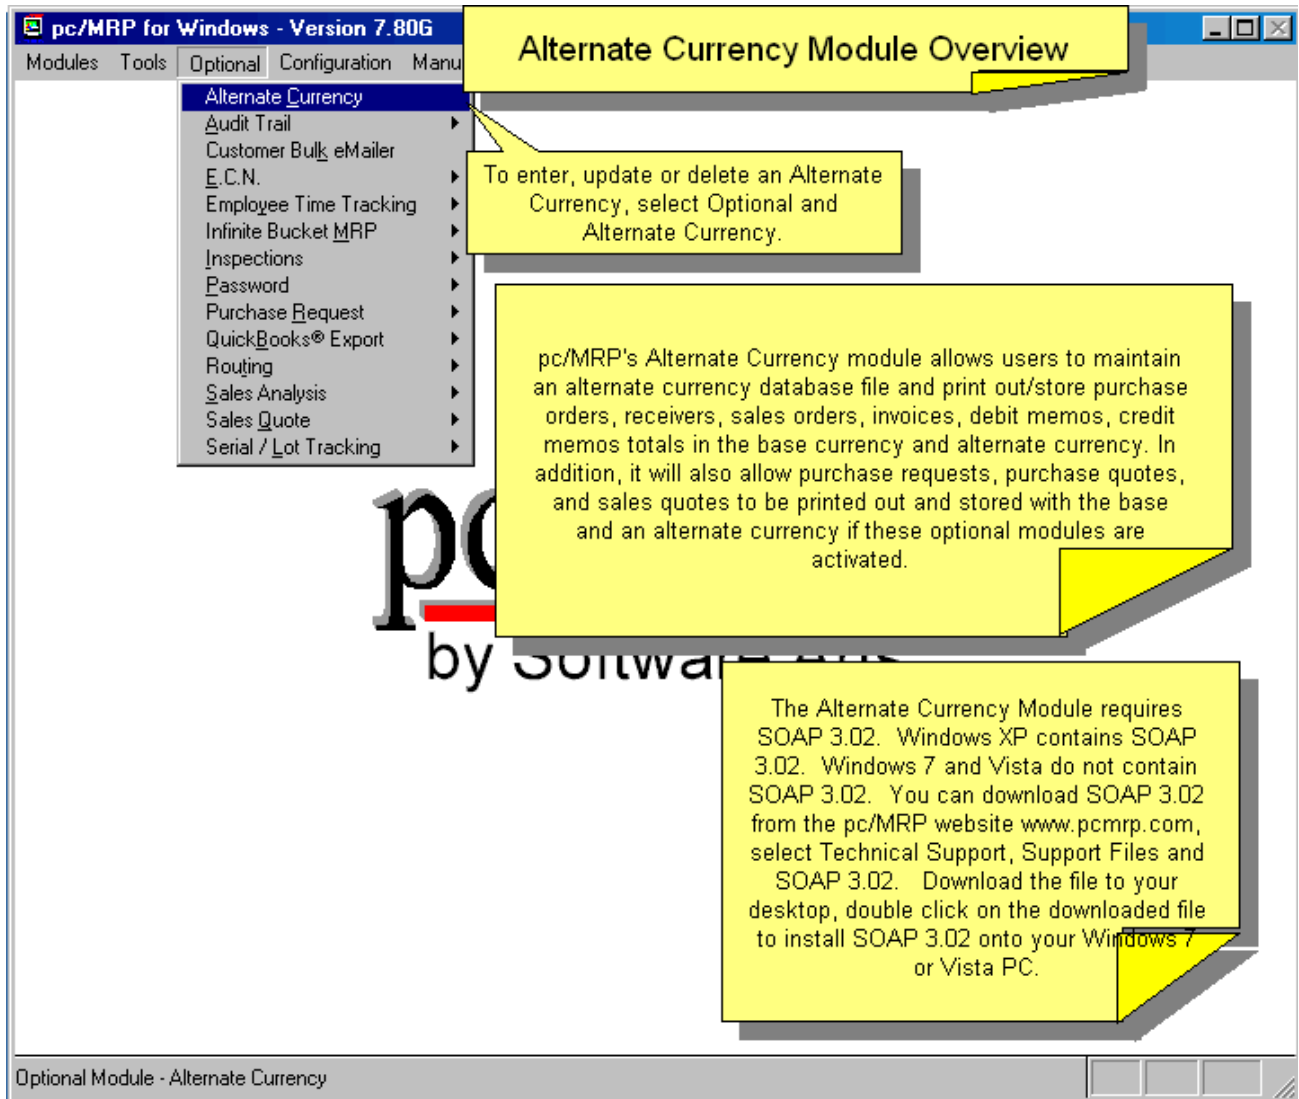 pc/MRP for Windows - Version 7.80G
Alternate Currency Module Overview
Modules Tools Optional Configuration Manu
Alternate Currency
Audit Trail
Customer Bulk eMailer
E.C.N.
Employee Time Tracking
Infinite Bucket MRP
Inspections
Password
Purchase Request
QuickBooks® Export
Routing
Sales Analysis
Sales Quote
Serial / Lot Tracking
To enter, update or delete an Alternate
Currency, select Optional and
Alternate Currency.
pc/MRP's Alternate Currency module allows users to maintain
an alternate currency database file and print out/store purchase
orders, receivers, sales orders, invoices, debit memos, credit
memos totals in the base currency and alternate currency. In
addition, it will also allow purchase requests, purchase quotes,
and sales quotes to be printed out and stored with the base
and an alternate currency if these optional modules are
activated.
pc
by Software
The Alternate Currency Module requires
SOAP 3.02. Windows XP contains SOAP
3.02. Windows 7 and Vista do not contain
SOAP 3.02. You can download SOAP 3.02
from the pc/MRP website www.pcmrp.com,
select Technical Support, Support Files and
SOAP 3.02. Download the file to your
desktop, double click on the downloaded file
to install SOAP 3.02 onto your Windows 7
or Vista PC.
Optional Module - Alternate Currency